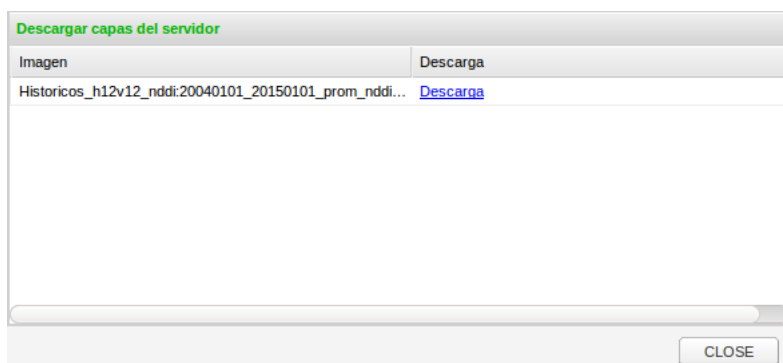 Descargar capas del servidor
Imagen Descarga
Historicos_h12v12_nddi:20040101_20150101_prom_nddi... Descarga
CLOSE